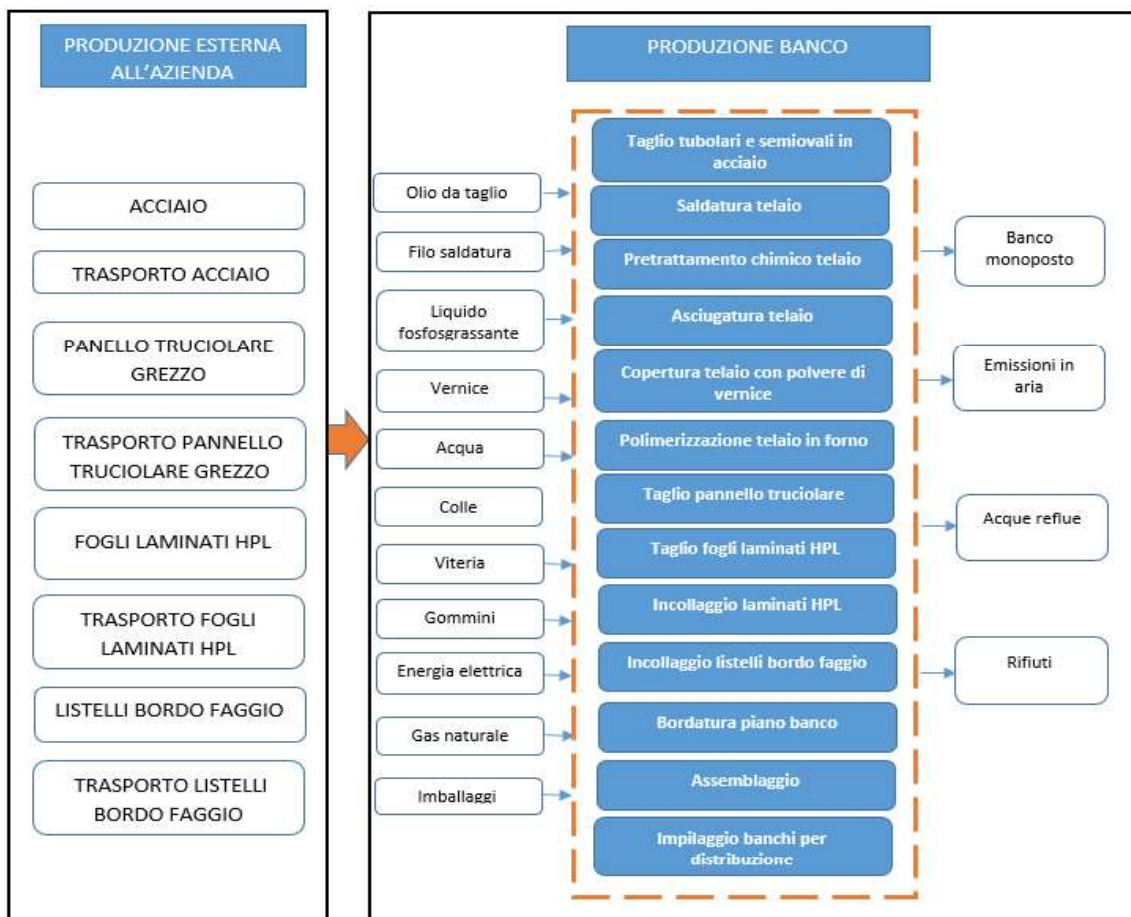 PRODUZIONE ESTERNA
ALL'AZIENDA
ACCIAIO
TRASPORTO ACCIAIO
PANELLO TRUCIOLARE
GREZZO
TRASPORTO PANNELLO
TRUCIOLARE GREZZO
FOGLI LAMINATI HPL
TRASPORTO FOGLI
LAMINATI HPL
LISTELLI BORDO FAGGIO
TRASPORTO LISTELLI
BORDO FAGGIO
PRODUZIONE BANCO
Olio da taglio
Filo saldatura
Liquido
fosfosgrassante
Vernice
Acqua
Colle
Viteria
Gommini
Energia elettrica
Gas naturale
Imballaggi
Taglio tubolari e semiovali in
acciaio
Saldatura telaio
Pretrattamento chimico telaio
Asciugatura telaio
Copertura telaio con polvere di
vernice
Polimerizzazione telaio in forno
Taglio pannello truciolare
Taglio fogli laminati HPL
Incollaggio laminati HPL
Incollaggio listelli bordo faggio
Bordatura piano banco
Assemblaggio
Impilaggio banchi per
distribuzione
Banco
monoposto
Emissioni in
aria
Acque reflue
Rifiuti